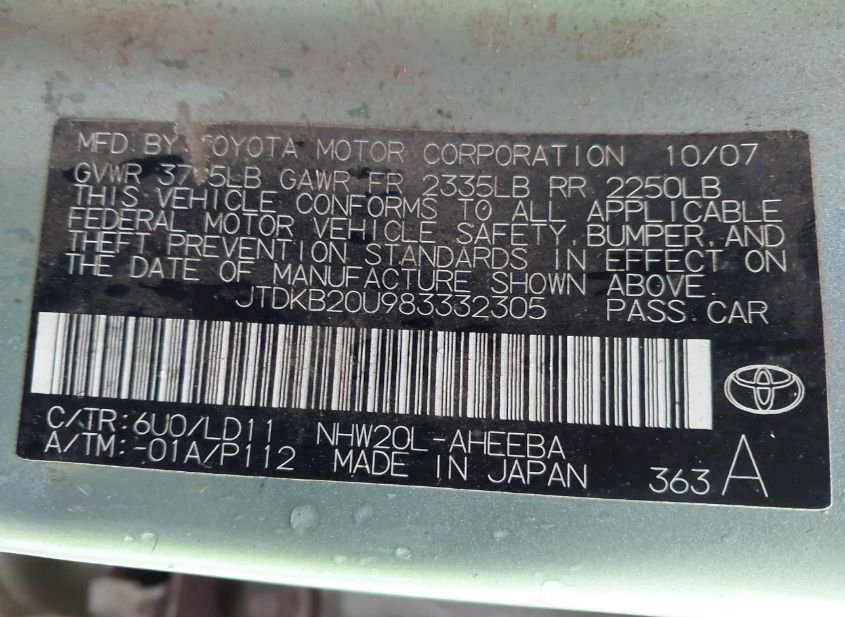 MFD BY TOYOTA MOTOR CORPORATION 10/07
GVWR 3795LB GAWR FR 2335LB RR 2250LB
THIS VEHICLE CONFORMS TO ALL APPLICABLE
FEDERAL MOTOR VEHICLE SAFETY, BUMPER, AND
THEFT PREVENTION STANDARDS IN EFFECT ON
THE DATE OF MANUFACTURE SHOWN ABOVE.
JTDKB20U983332305 PASS CAR
C/TR:6U0/LD11 NHW20L-AHEEBA
A/TM:-01A/P112 MADE IN JAPAN 363 A